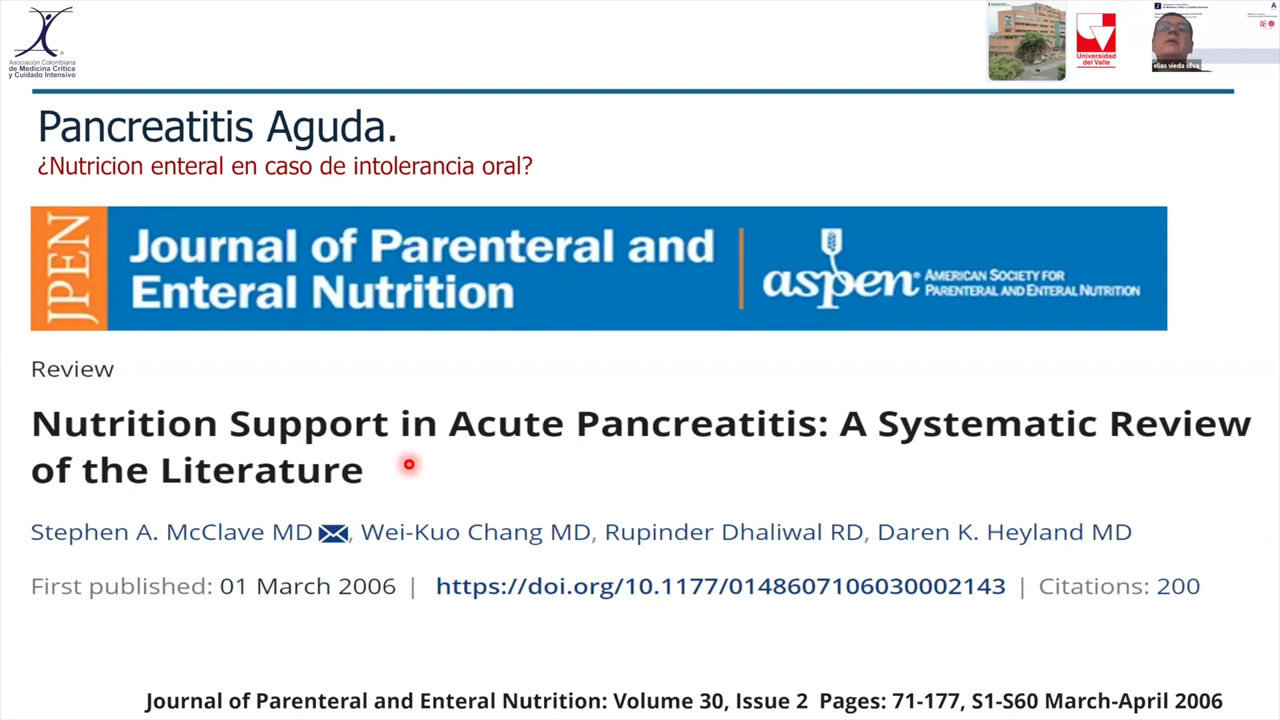 Asociación Colombiana
de Medicina Crítica
y Cuidado Intensivo
Universidad
del Valle
elias vieda silva
Pancreatitis Aguda.
¿Nutricion enteral en caso de intolerancia oral?
JPEN
Journal of Parenteral and
Enteral Nutrition
aspen
AMERICAN SOCIETY FOR
PARENTERAL AND ENTERAL NUTRITION
Review
Nutrition Support in Acute Pancreatitis: A Systematic Review
of the Literature
Stephen A. McClave MD, Wei-Kuo Chang MD, Rupinder Dhaliwal RD, Daren K. Heyland MD
First published: 01 March 2006 | https://doi.org/10.1177/0148607106030002143 | Citations: 200
Journal of Parenteral and Enteral Nutrition: Volume 30, Issue 2 Pages: 71-177, S1-S60 March-April 2006